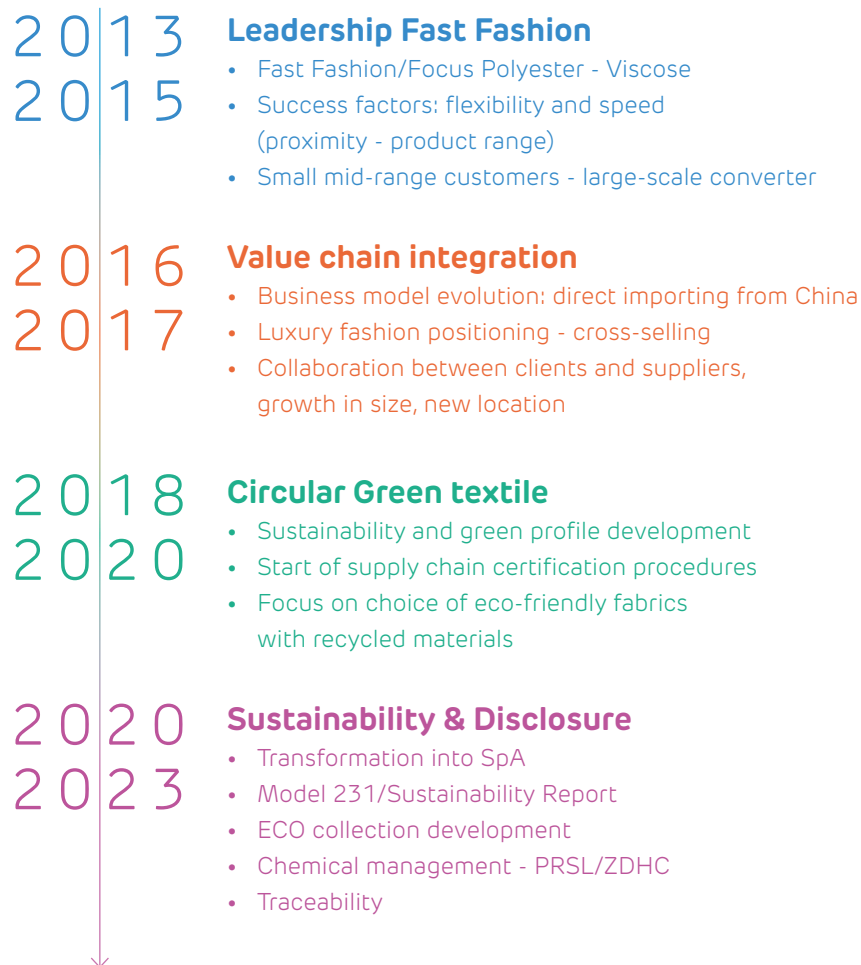 2013
2015
Leadership Fast Fashion
• Fast Fashion/Focus Polyester - Viscose
• Success factors: flexibility and speed
(proximity - product range)
• Small mid-range customers - large-scale converter
2016
2017
Value chain integration
• Business model evolution: direct importing from China
• Luxury fashion positioning - cross-selling
• Collaboration between clients and suppliers,
growth in size, new location
2018
2020
Circular Green textile
• Sustainability and green profile development
• Start of supply chain certification procedures
• Focus on choice of eco-friendly fabrics
with recycled materials
2020
2023
Sustainability & Disclosure
• Transformation into SpA
• Model 231/Sustainability Report
• ECO collection development
• Chemical management - PRSL/ZDHC
• Traceability